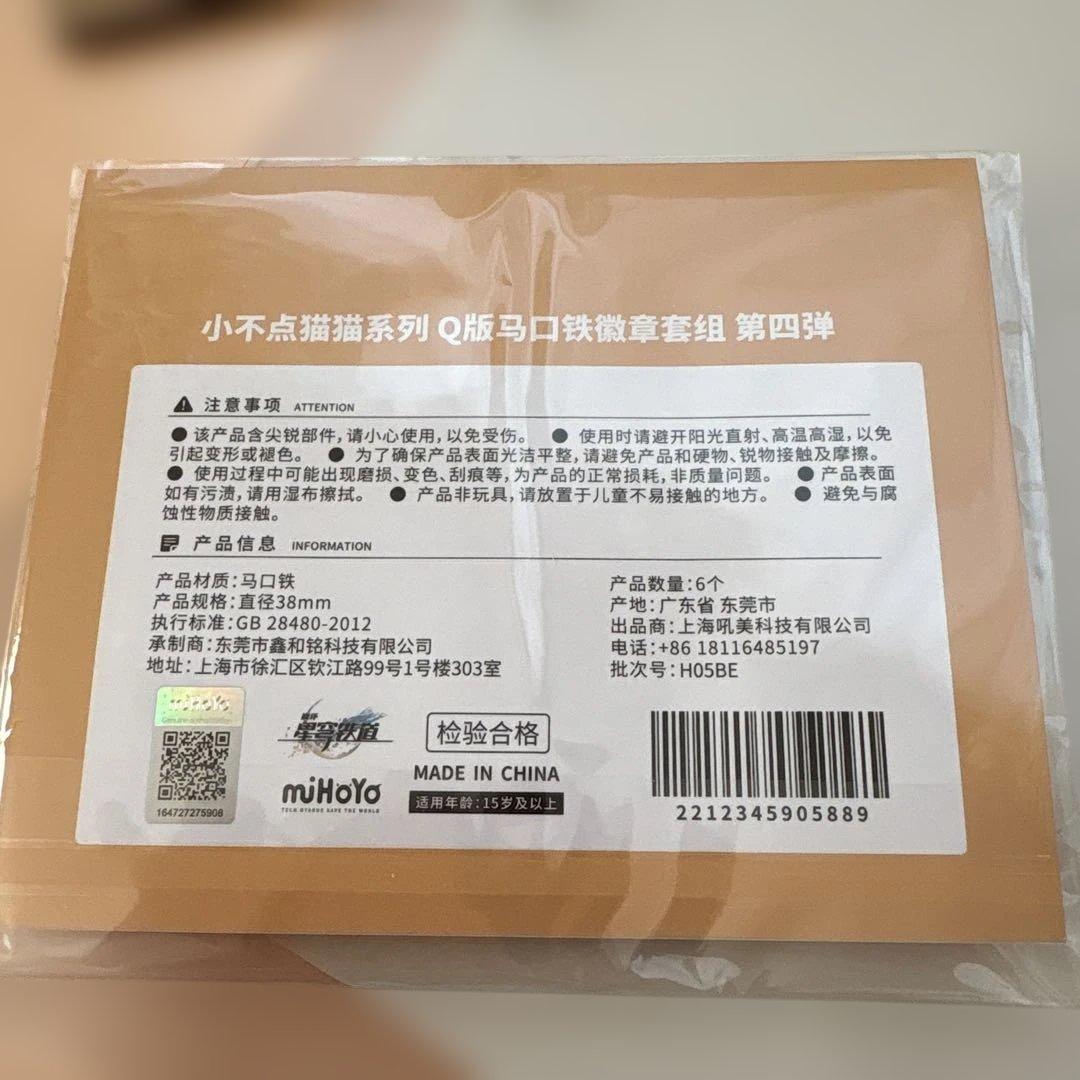 小不点猫猫系列 Q版马口铁徽章套组 第四弹
注意事项 ATTENTION
● 该产品含尖锐部件,请小心使用,以免受伤。 ● 使用时请避开阳光直射、高温高湿,以免
引起变形或褪色。 ● 为了确保产品表面光洁平整,请避免产品和硬物、锐物接触及摩擦。
● 使用过程中可能出现磨损、变色、刮痕等,为产品的正常损耗,非质量问题。 ● 产品表面
如有污渍,请用湿布擦拭。 ● 产品非玩具,请放置于儿童不易接触的地方。 ● 避免与腐
蚀性物质接触。
产品信息 INFORMATION
产品材质:马口铁
产品规格:直径38mm
执行标准:GB 28480-2012
承制商:东莞市鑫和铭科技有限公司
地址:上海市徐汇区钦江路99号1号楼303室
产品数量:6个
产地:广东省 东莞市
出品商:上海吼美科技有限公司
电话:+86 18116485197
批次号:H05BE
miHoYo
164727275908
崩坏
星穹铁道
miHoYo
TECH OTAKUS SAVE THE WORLD
检验合格
MADE IN CHINA
适用年龄:15岁及以上
2212345905889